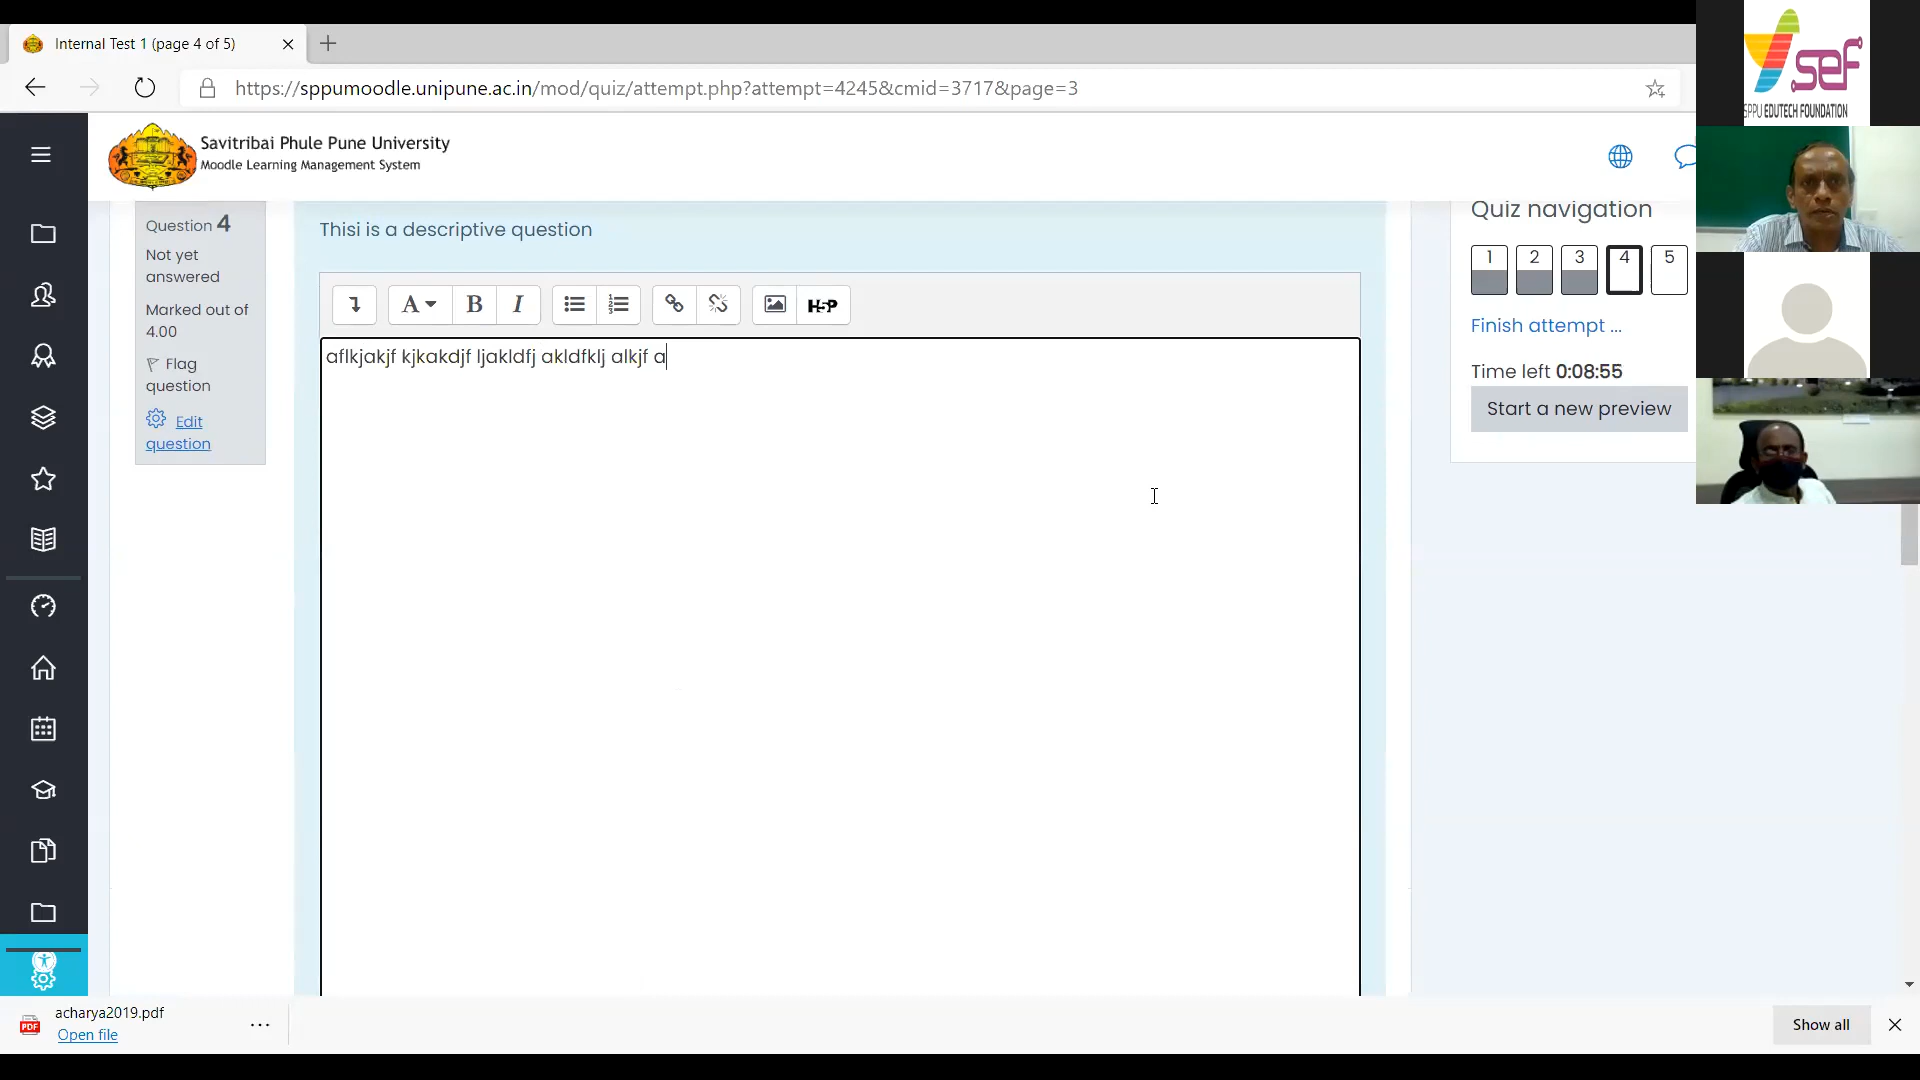 Internal Test 1 (page 4 of 5)
https://sppumoodle.unipune.ac.in/mod/quiz/attempt.php?attempt=4245&cmid=3717&page=3
Savitribai Phule Pune University
Moodle Learning Management System
Question 4
Not yet
answered
Marked out of
4.00
Flag
question
Edit
question
Thisi is a descriptive question
A
B
I
H-P
aflkjakjf kjkakdjf ljakldfj akldfklj alkjf a
Quiz navigation
1 2 3 4 5
Finish attempt ...
Time left 0:08:55
Start a new preview
sef
SPPU EDUTECH FOUNDATION
PDF
acharya2019.pdf
Open file
Show all